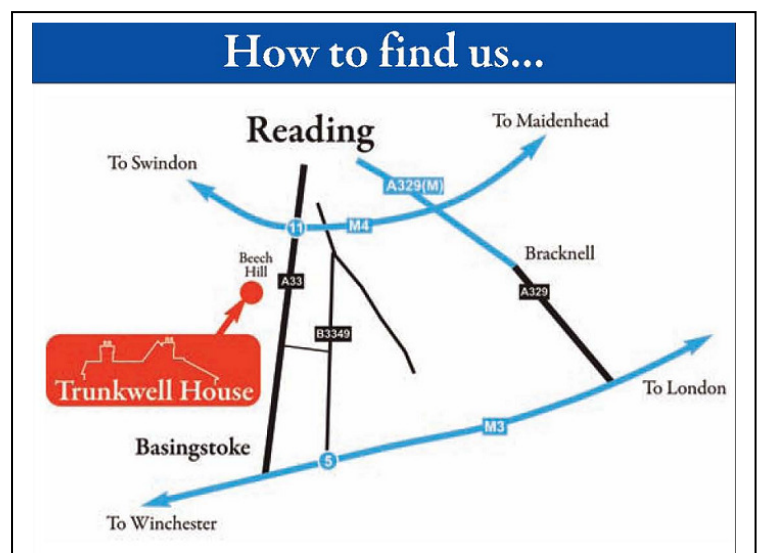 How to find us...
Reading
To Maidenhead
To Swindon
A329(M)
11
M4
Beech
Hill
Bracknell
A33
A329
B3349
Trunkwell House
To London
M3
Basingstoke
5
To Winchester